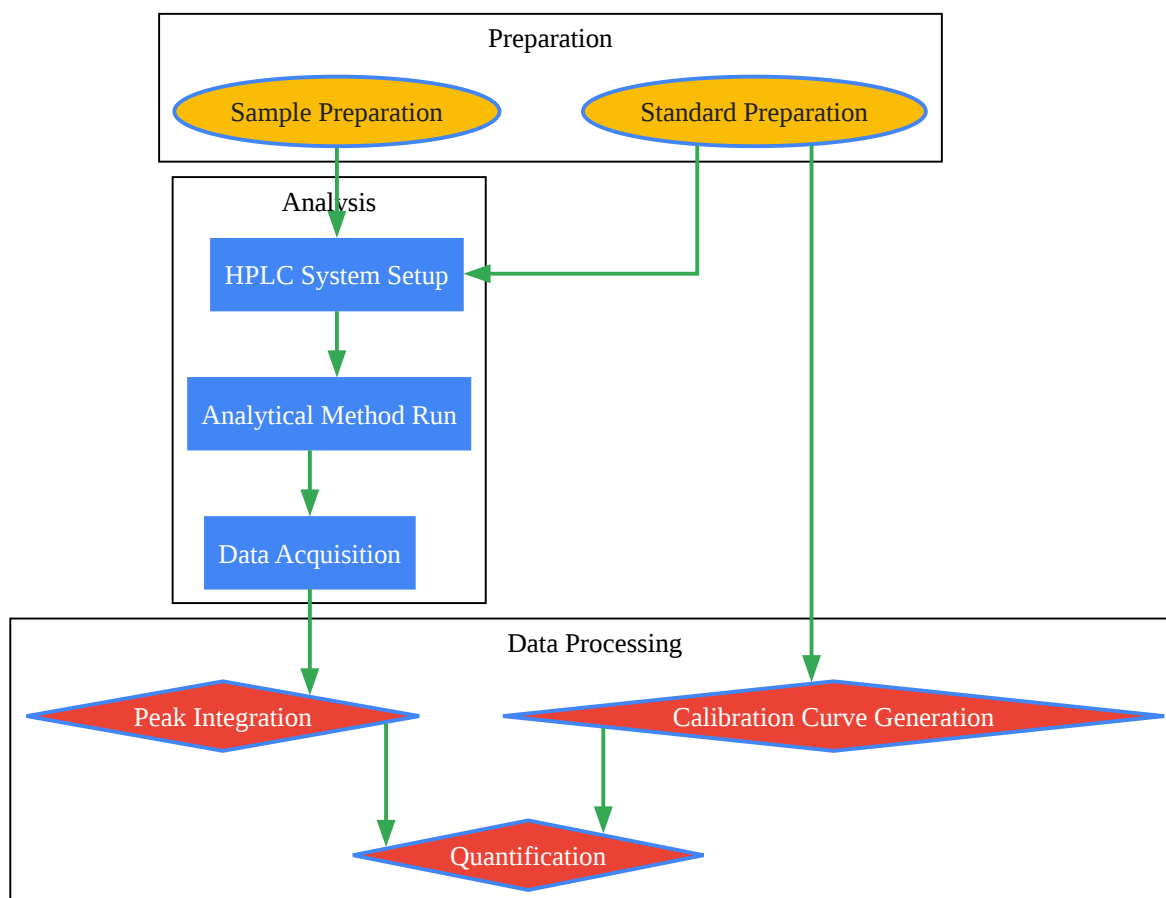 Preparation
Sample Preparation
Standard Preparation
Analysis
HPLC System Setup
Analytical Method Run
Data Acquisition
Data Processing
Peak Integration
Calibration Curve Generation
Quantification